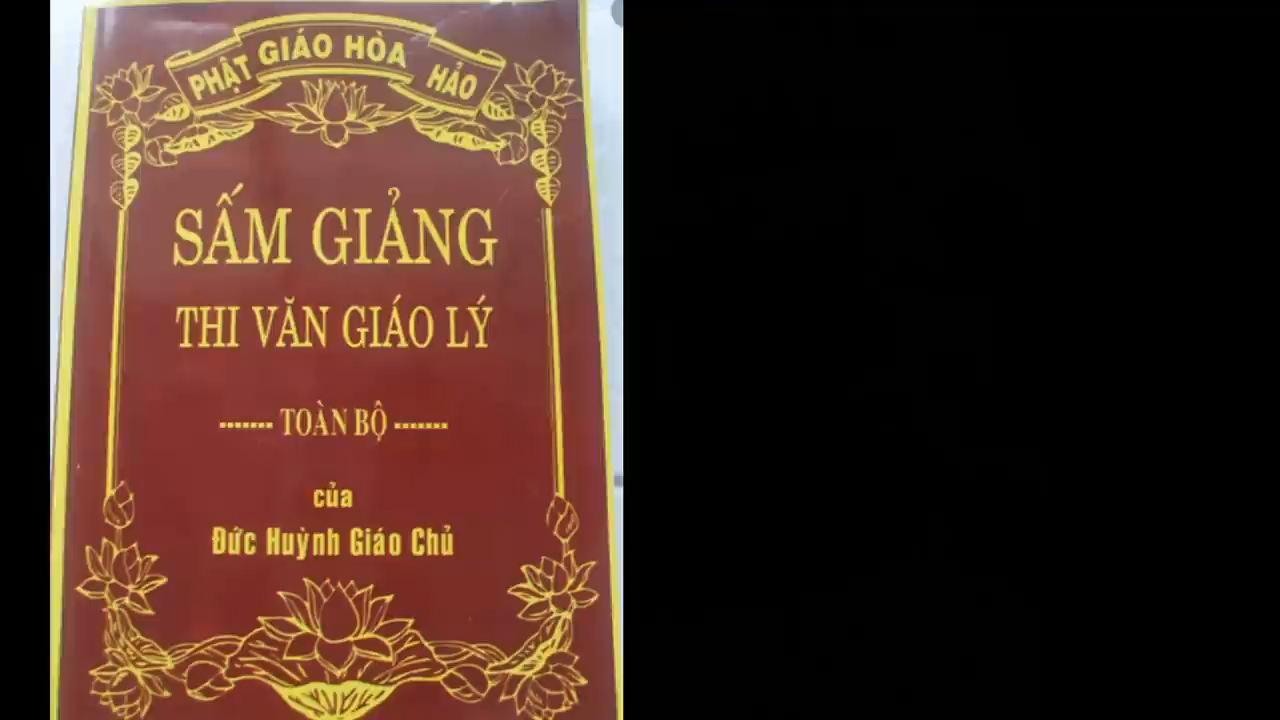 PHẬT GIÁO HÒA HẢO
SẤM GIẢNG
THI VĂN GIÁO LÝ
------- TOÀN BỘ -------
của
Đức Huỳnh Giáo Chủ